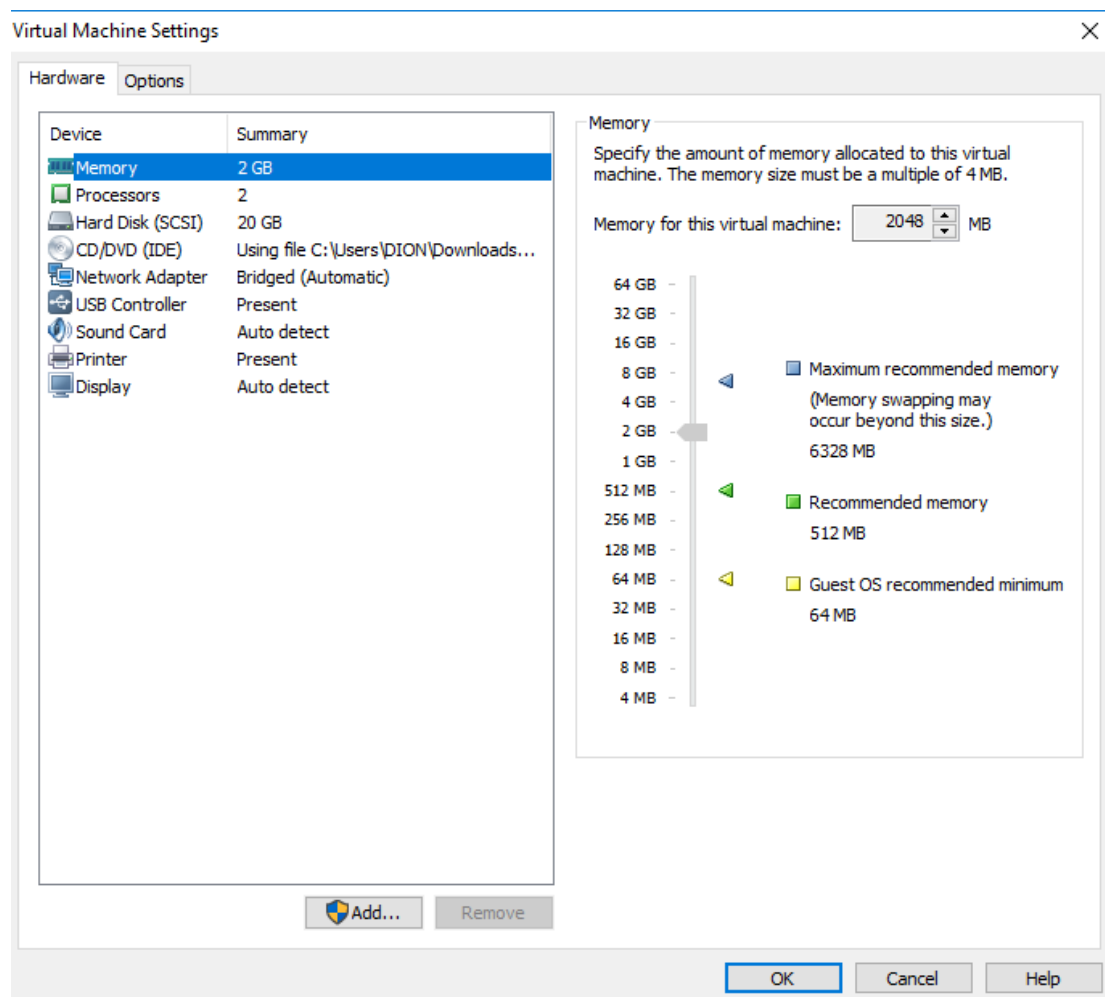 Virtual Machine Settings
Hardware
Options
Device Summary
Memory 2 GB
Processors 2
Hard Disk (SCSI) 20 GB
CD/DVD (IDE) Using file C:\Users\DION\Downloads...
Network Adapter Bridged (Automatic)
USB Controller Present
Sound Card Auto detect
Printer Present
Display Auto detect
Add...
Remove
Memory
Specify the amount of memory allocated to this virtual
machine. The memory size must be a multiple of 4 MB.
Memory for this virtual machine: 2048 MB
64 GB
32 GB
16 GB
8 GB
4 GB
2 GB
1 GB
512 MB
256 MB
128 MB
64 MB
32 MB
16 MB
8 MB
4 MB
Maximum recommended memory
(Memory swapping may
occur beyond this size.)
6328 MB
Recommended memory
512 MB
Guest OS recommended minimum
64 MB
OK
Cancel
Help